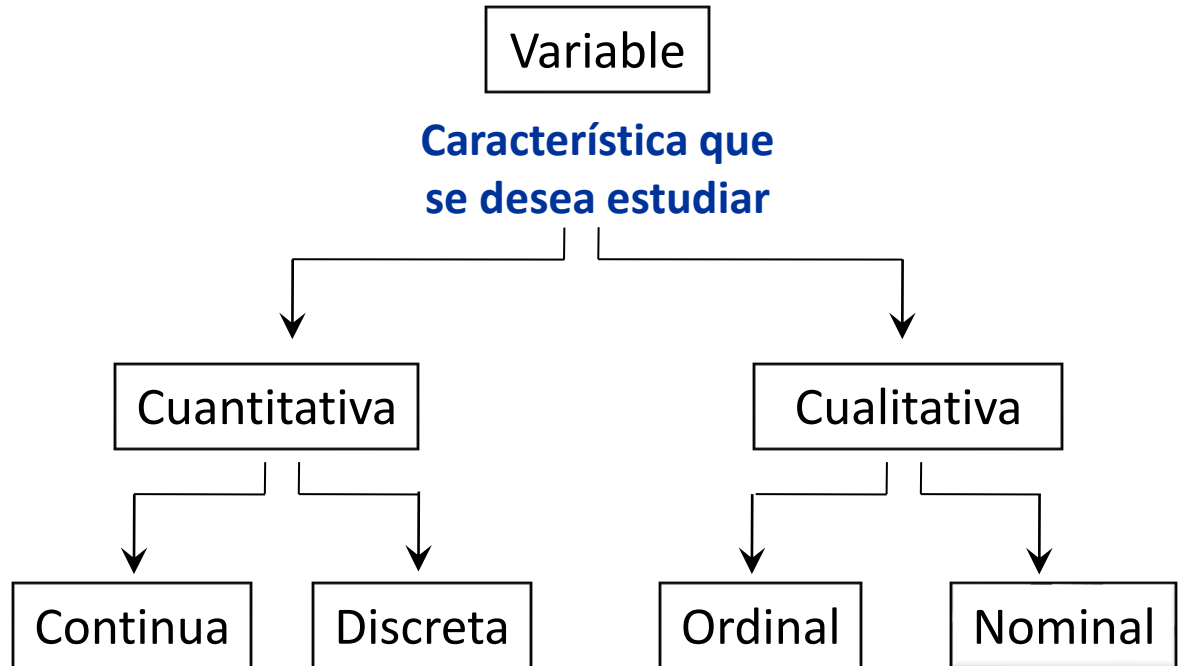 Variable
Característica que
se desea estudiar
Cuantitativa
Cualitativa
Continua
Discreta
Ordinal
Nominal